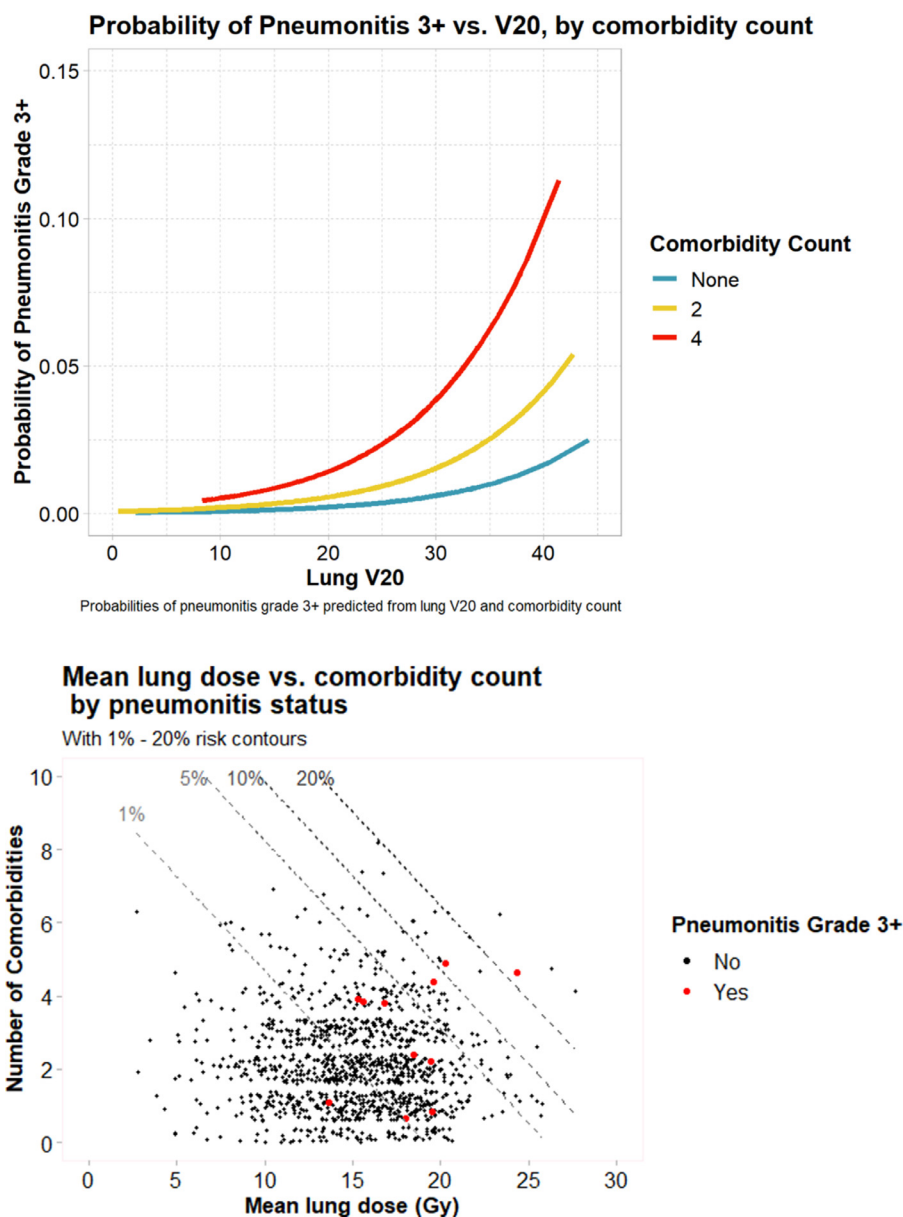 Probability of Pneumonitis 3+ vs. V20, by comorbidity count
Probability of Pneumonitis Grade 3+
0.15
0.10
0.05
0.00
0 10 20 30 40
Lung V20
Probabilities of pneumonitis grade 3+ predicted from lung V20 and comorbidity count
Comorbidity Count
None
2
4
Mean lung dose vs. comorbidity count
by pneumonitis status
With 1% - 20% risk contours
Number of Comorbidities
10
8
6
4
2
0
1%
5%
10%
20%
0 5 10 15 20 25 30
Mean lung dose (Gy)
Pneumonitis Grade 3+
No
Yes